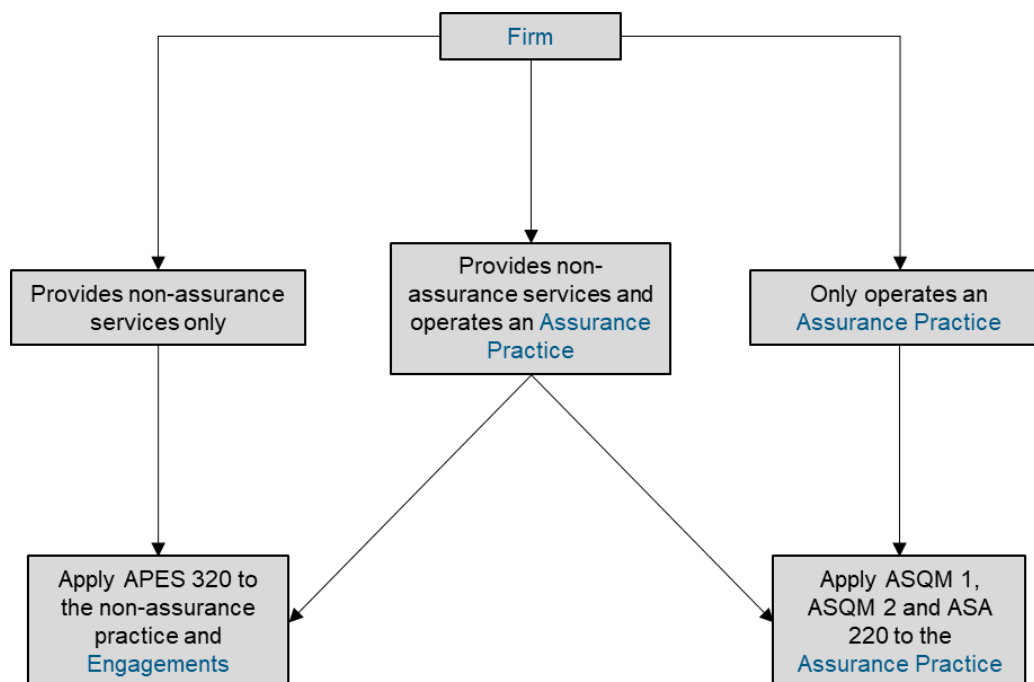 Firm
Provides non-assurance
services only
Provides non-
assurance services and
operates an Assurance
Practice
Only operates an
Assurance Practice
Apply APES 320 to
the non-assurance
practice and
Engagements
Apply ASQM 1,
ASQM 2 and ASA
220 to the
Assurance Practice